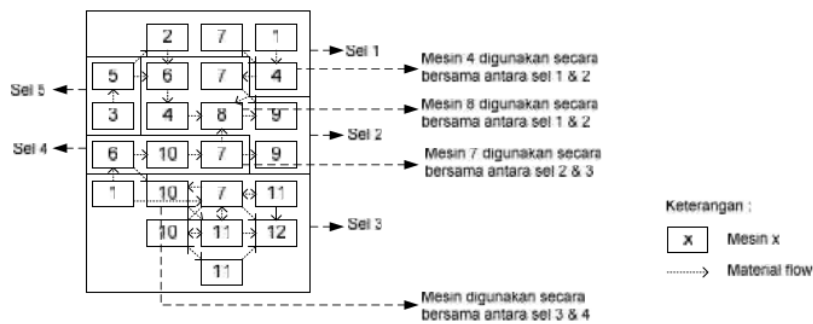 2 7 1
Sel 1
Mesin 4 digunakan secara
bersama antara sel 1 & 2
5 6 7 4
Sel 5
Mesin 8 digunakan secara
bersama antara sel 1 & 2
3 4 8 9
Sel 2
Sel 4
6 10 7 9
Mesin 7 digunakan secara
bersama antara sel 2 & 3
1 10 7 11
Sel 3
10 11 12
11
Keterangan :
x Mesin x
Material flow
Mesin digunakan secara
bersama antara sel 3 & 4